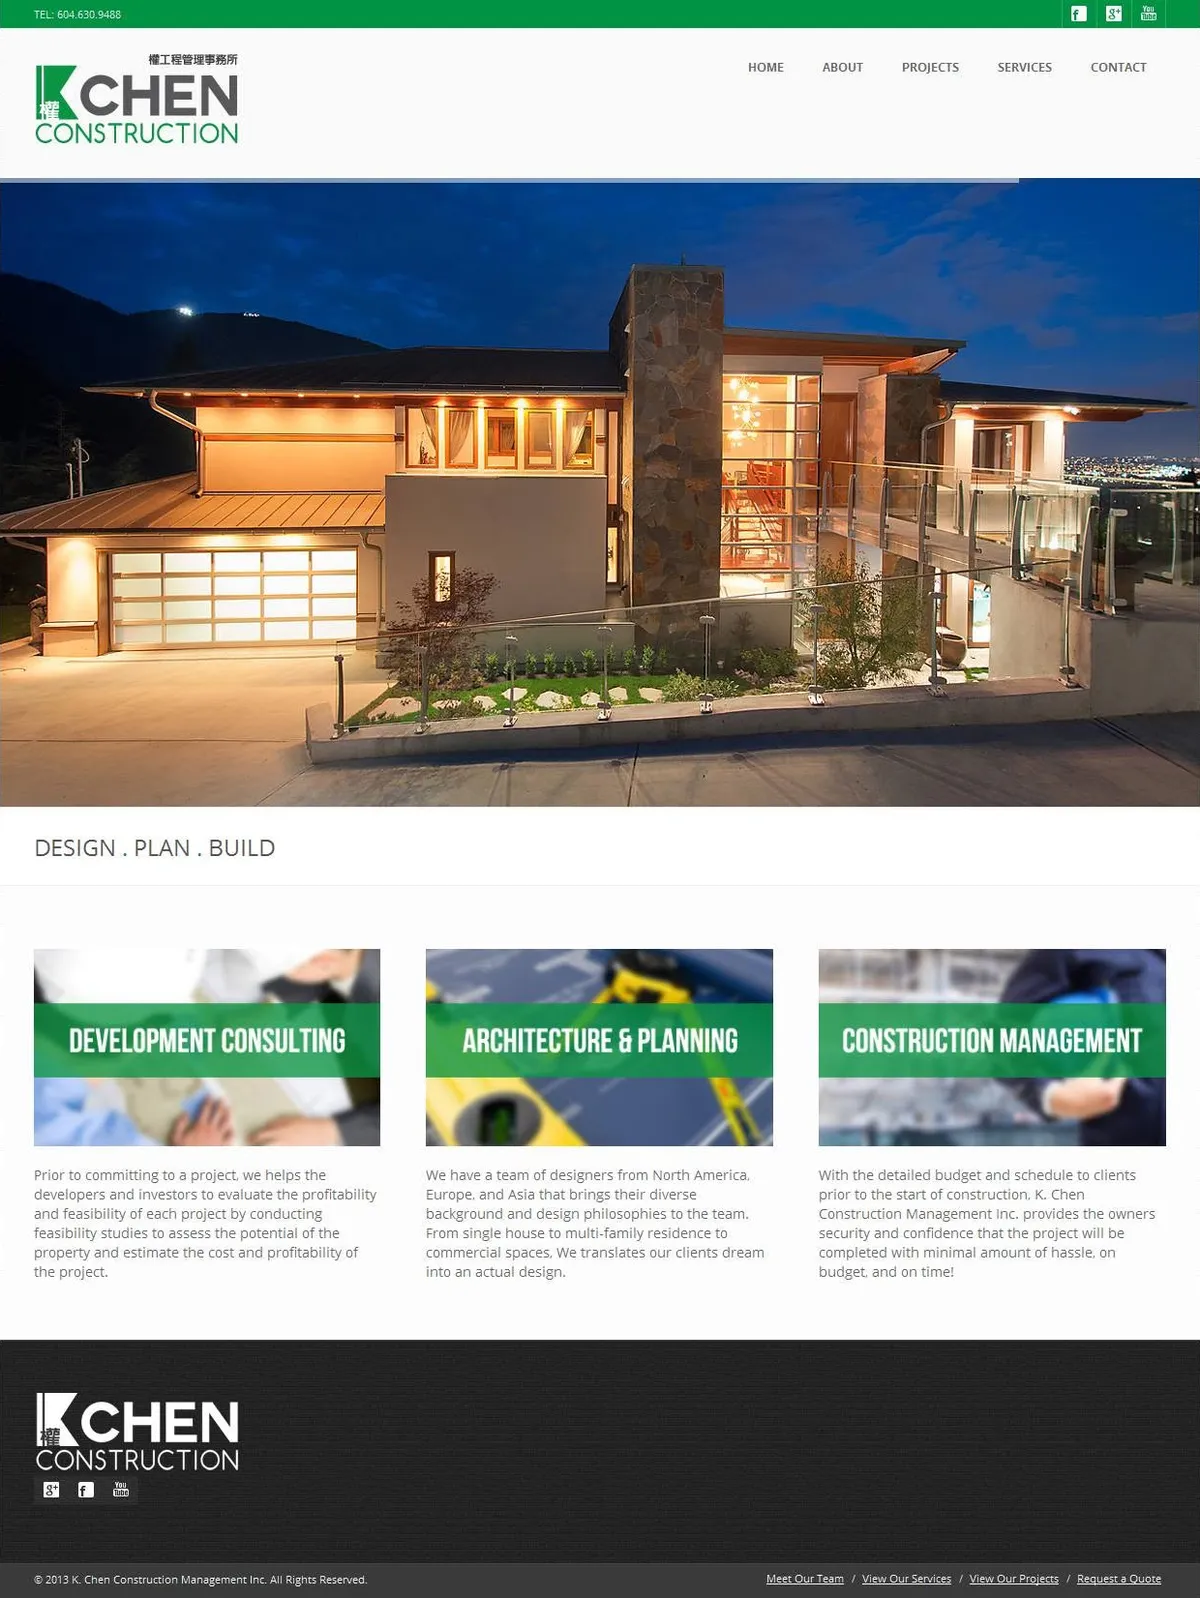 TEL: 604.630.9488
權工程管理事務所
K CHEN
權
CONSTRUCTION
HOME ABOUT PROJECTS SERVICES CONTACT
DESIGN . PLAN . BUILD
DEVELOPMENT CONSULTING
Prior to committing to a project, we helps the
developers and investors to evaluate the profitability
and feasibility of each project by conducting
feasibility studies to assess the potential of the
property and estimate the cost and profitability of
the project.
ARCHITECTURE & PLANNING
We have a team of designers from North America,
Europe, and Asia that brings their diverse
background and design philosophies to the team.
From single house to multi-family residence to
commercial spaces, We translates our clients dream
into an actual design.
CONSTRUCTION MANAGEMENT
With the detailed budget and schedule to clients
prior to the start of construction, K. Chen
Construction Management Inc. provides the owners
security and confidence that the project will be
completed with minimal amount of hassle, on
budget, and on time!
K CHEN
權
CONSTRUCTION
© 2013 K. Chen Construction Management Inc. All Rights Reserved.
Meet Our Team / View Our Services / View Our Projects / Request a Quote